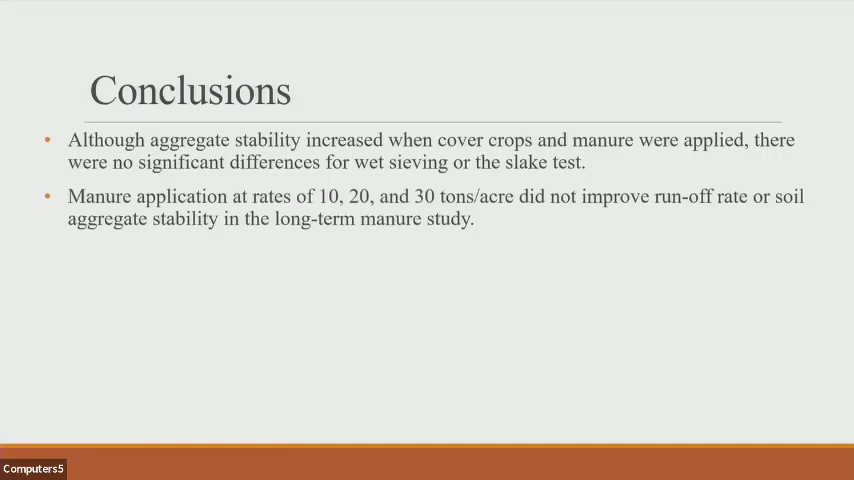 Conclusions
• Although aggregate stability increased when cover crops and manure were applied, there
were no significant differences for wet sieving or the slake test.
• Manure application at rates of 10, 20, and 30 tons/acre did not improve run-off rate or soil
aggregate stability in the long-term manure study.
Computers5